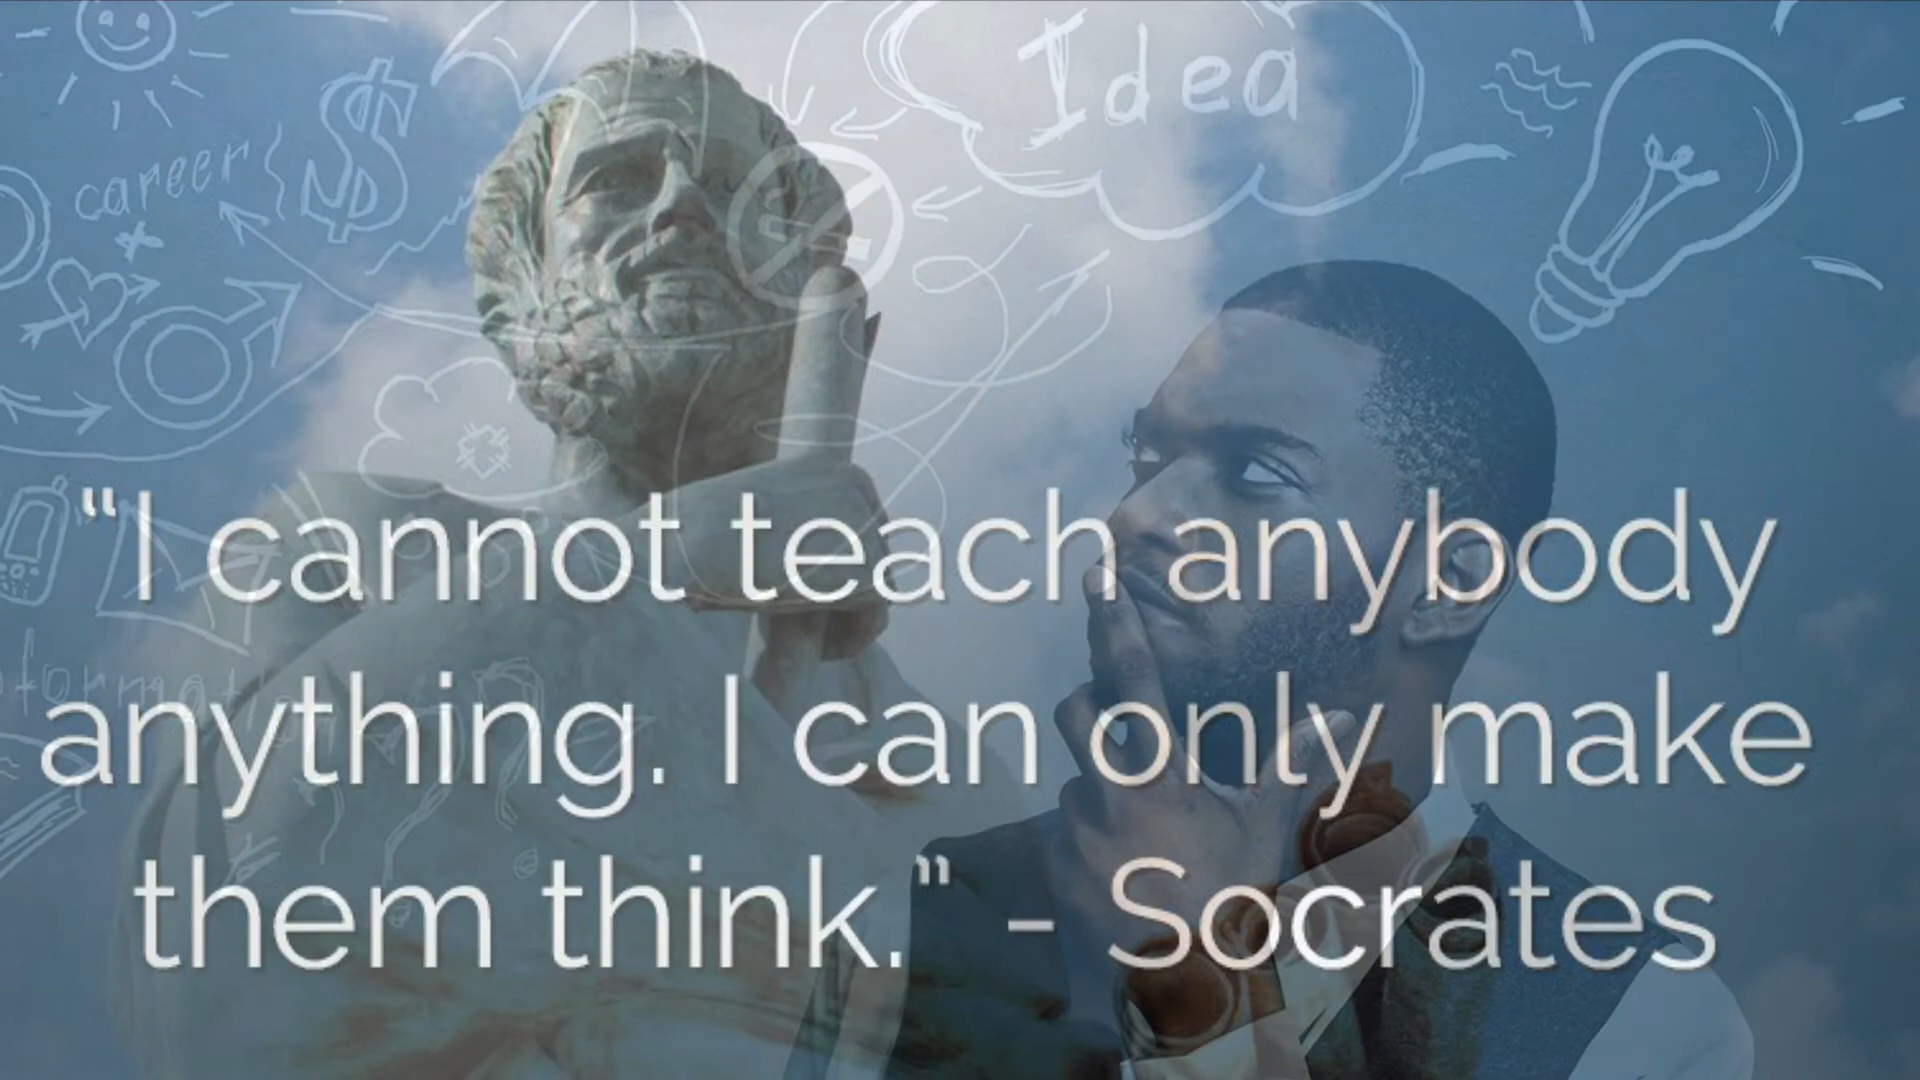 Idea
career
$
"I cannot teach anybody
anything. I can only make
them think." - Socrates